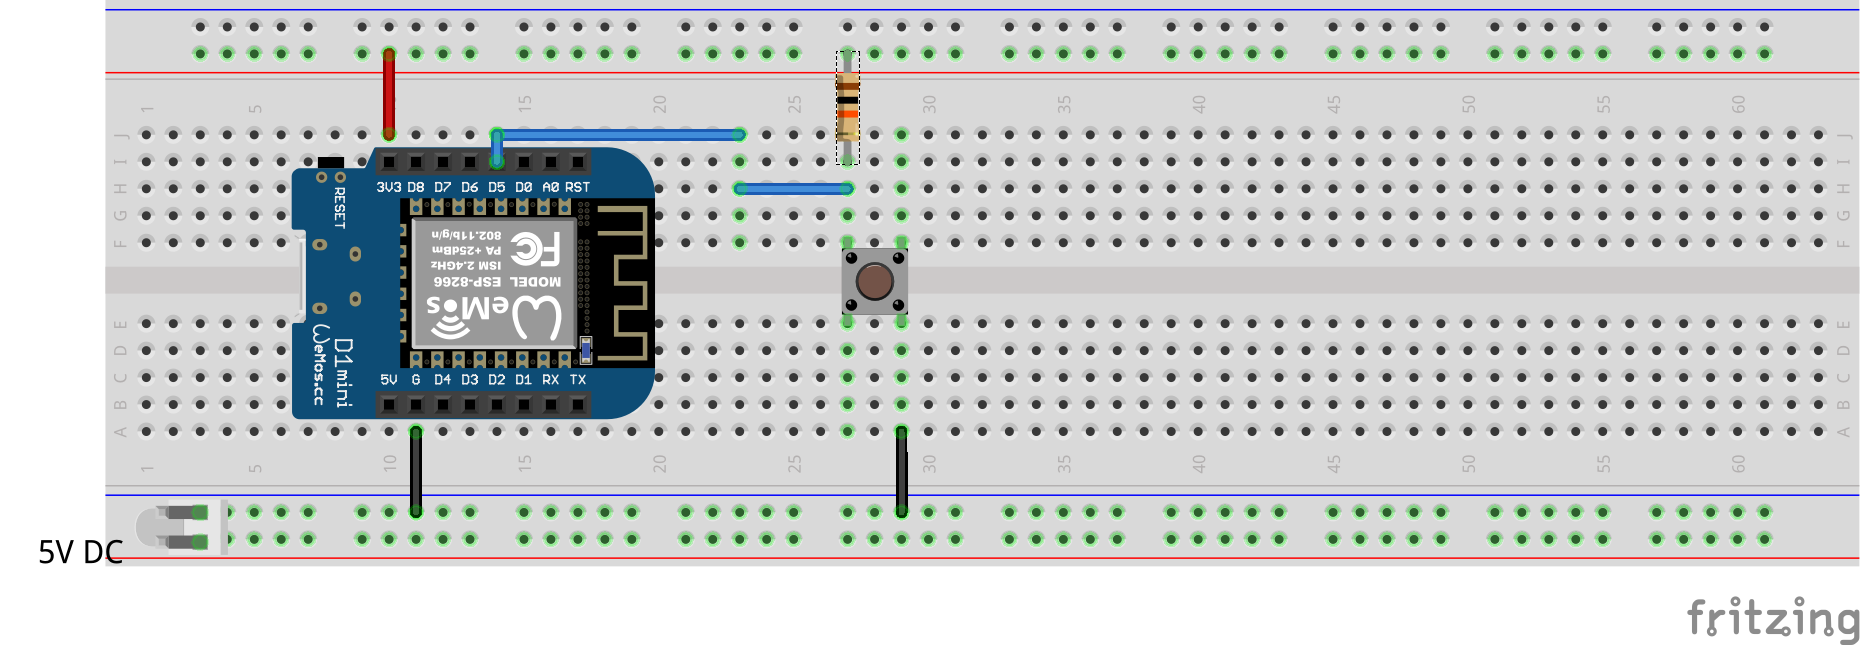 1 5 15 20 25 30 35 40 45 50 55 60
J J
I I
H H
G G
F F
3V3 D8 D7 D6 D5 D0 A0 RST
RESET
802.11b/g/n
PA +25dBm
ISM 2.4GHz
MODEL ESP-8266
FC
WeMos
D1mini
WeMos.cc
E E
D D
C C
B B
A A
5V G D4 D3 D2 D1 RX TX
1 5 10 15 20 25 30 35 40 45 50 55 60
5V DC
fritzing